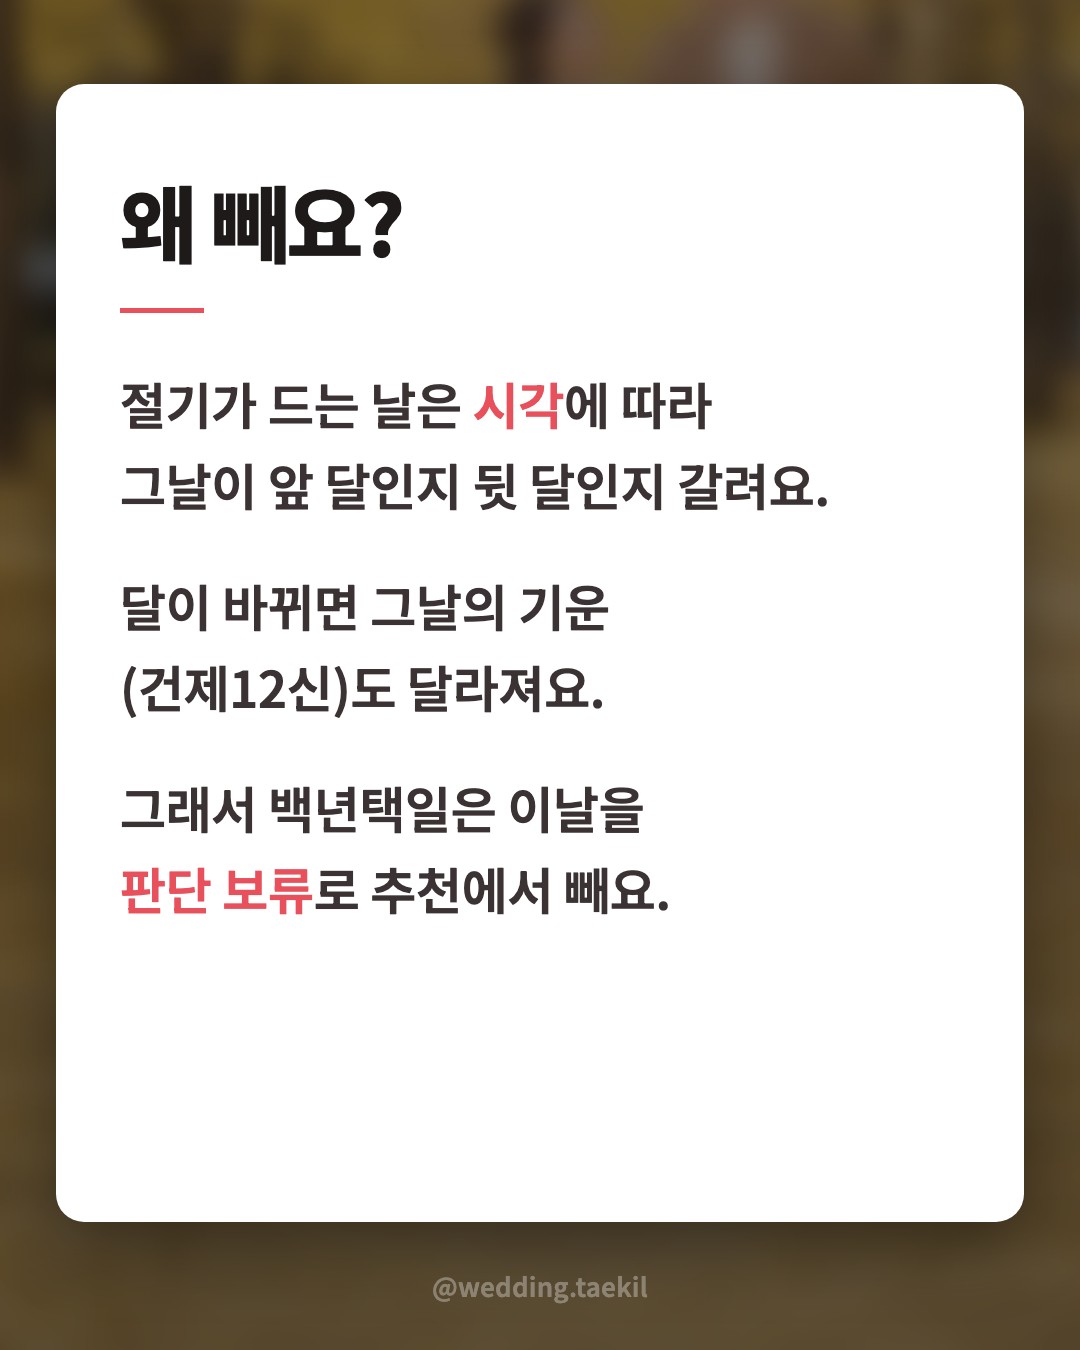 왜 빼요?
절기가 드는 날은 시각에 따라
그날이 앞 달인지 뒷 달인지 갈려요.
달이 바뀌면 그날의 기운
(건제12신)도 달라져요.
그래서 백년택일은 이날을
판단 보류로 추천에서 빼요.
@wedding.taekil